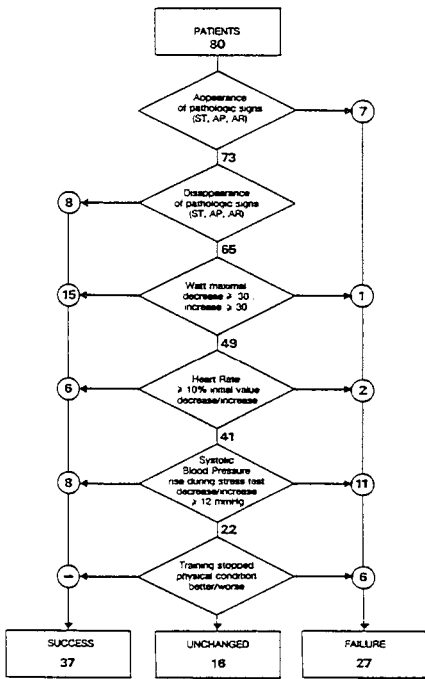 PATIENTS
80
Appearance
of pathologic signs
(ST, AP, AR)
7
73
8
Disappearance
of pathologic signs
(ST, AP, AR)
65
15
Watt maximal
decrease ⩾ 30
increase ⩾ 30
1
49
6
Heart Rate
⩾ 10% initial value
decrease/increase
2
41
8
Systolic
Blood Pressure
rise during stress test
decrease/increase
⩾ 12 mmHg
11
22
–
Training stopped
physical condition
better/worse
6
SUCCESS
37
UNCHANGED
16
FAILURE
27